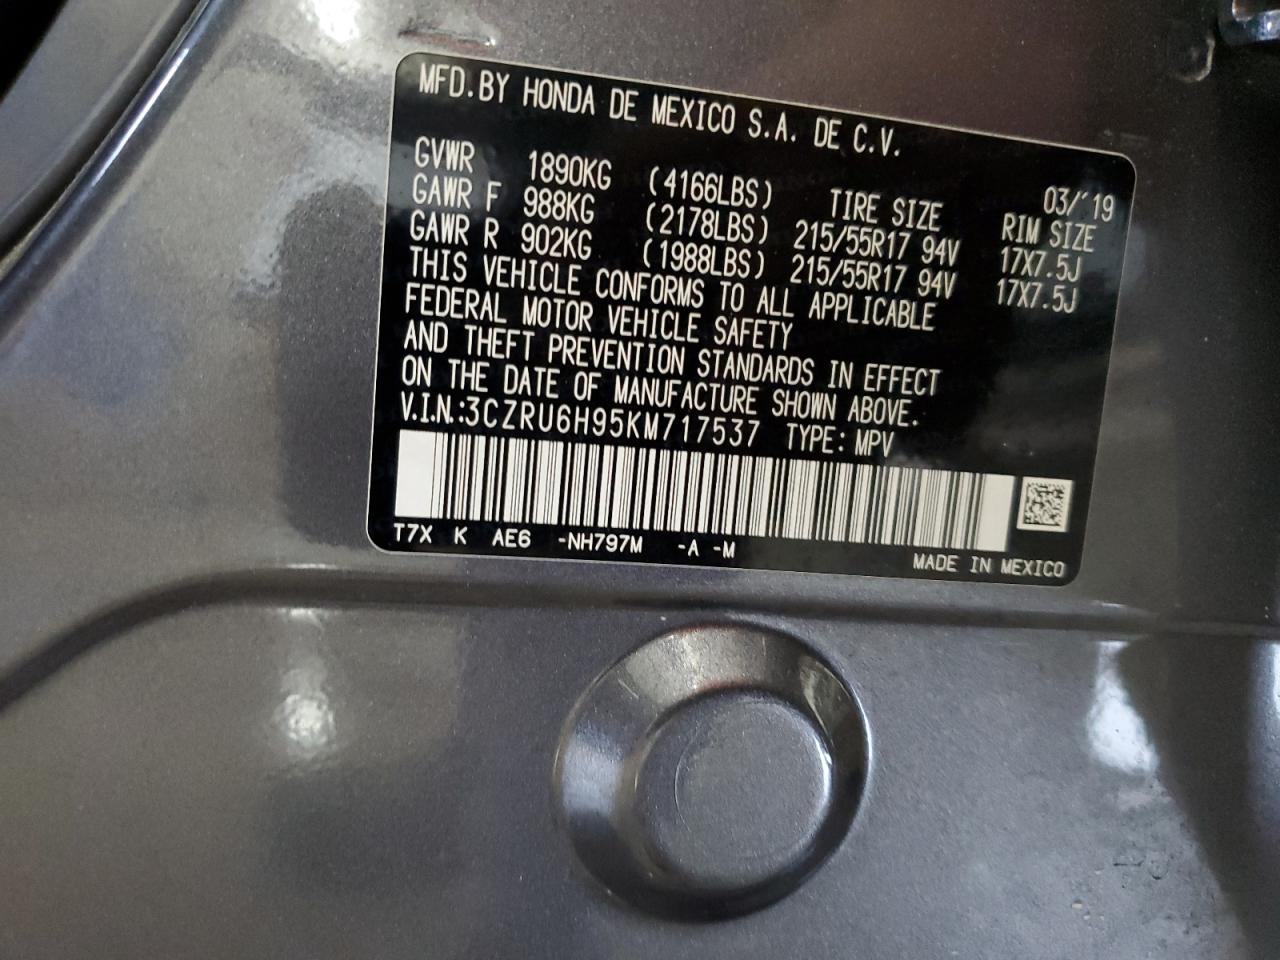 MFD. BY HONDA DE MEXICO S.A. DE C.V.
03/'19
GVWR 1890KG (4166LBS) TIRE SIZE RIM SIZE
GAWR F 988KG (2178LBS) 215/55R17 94V 17X7.5J
GAWR R 902KG (1988LBS) 215/55R17 94V 17X7.5J
THIS VEHICLE CONFORMS TO ALL APPLICABLE
FEDERAL MOTOR VEHICLE SAFETY
AND THEFT PREVENTION STANDARDS IN EFFECT
ON THE DATE OF MANUFACTURE SHOWN ABOVE.
V.I.N.:3CZRU6H95KM717537 TYPE: MPV
T7X K AE6 -NH797M -A -M
MADE IN MEXICO